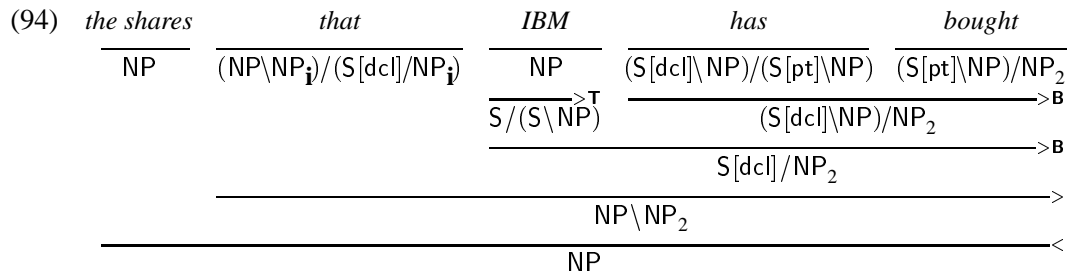 (94) the shares that IBM has bought
NP (NP\NPi)/(S[dcl]/NPi) NP (S[dcl]\NP)/(S[pt]\NP) (S[pt]\NP)/NP2
>T >B
S/(S\NP) (S[dcl]\NP)/NP2
>B
S[dcl]/NP2
>
NP\NP2
<
NP